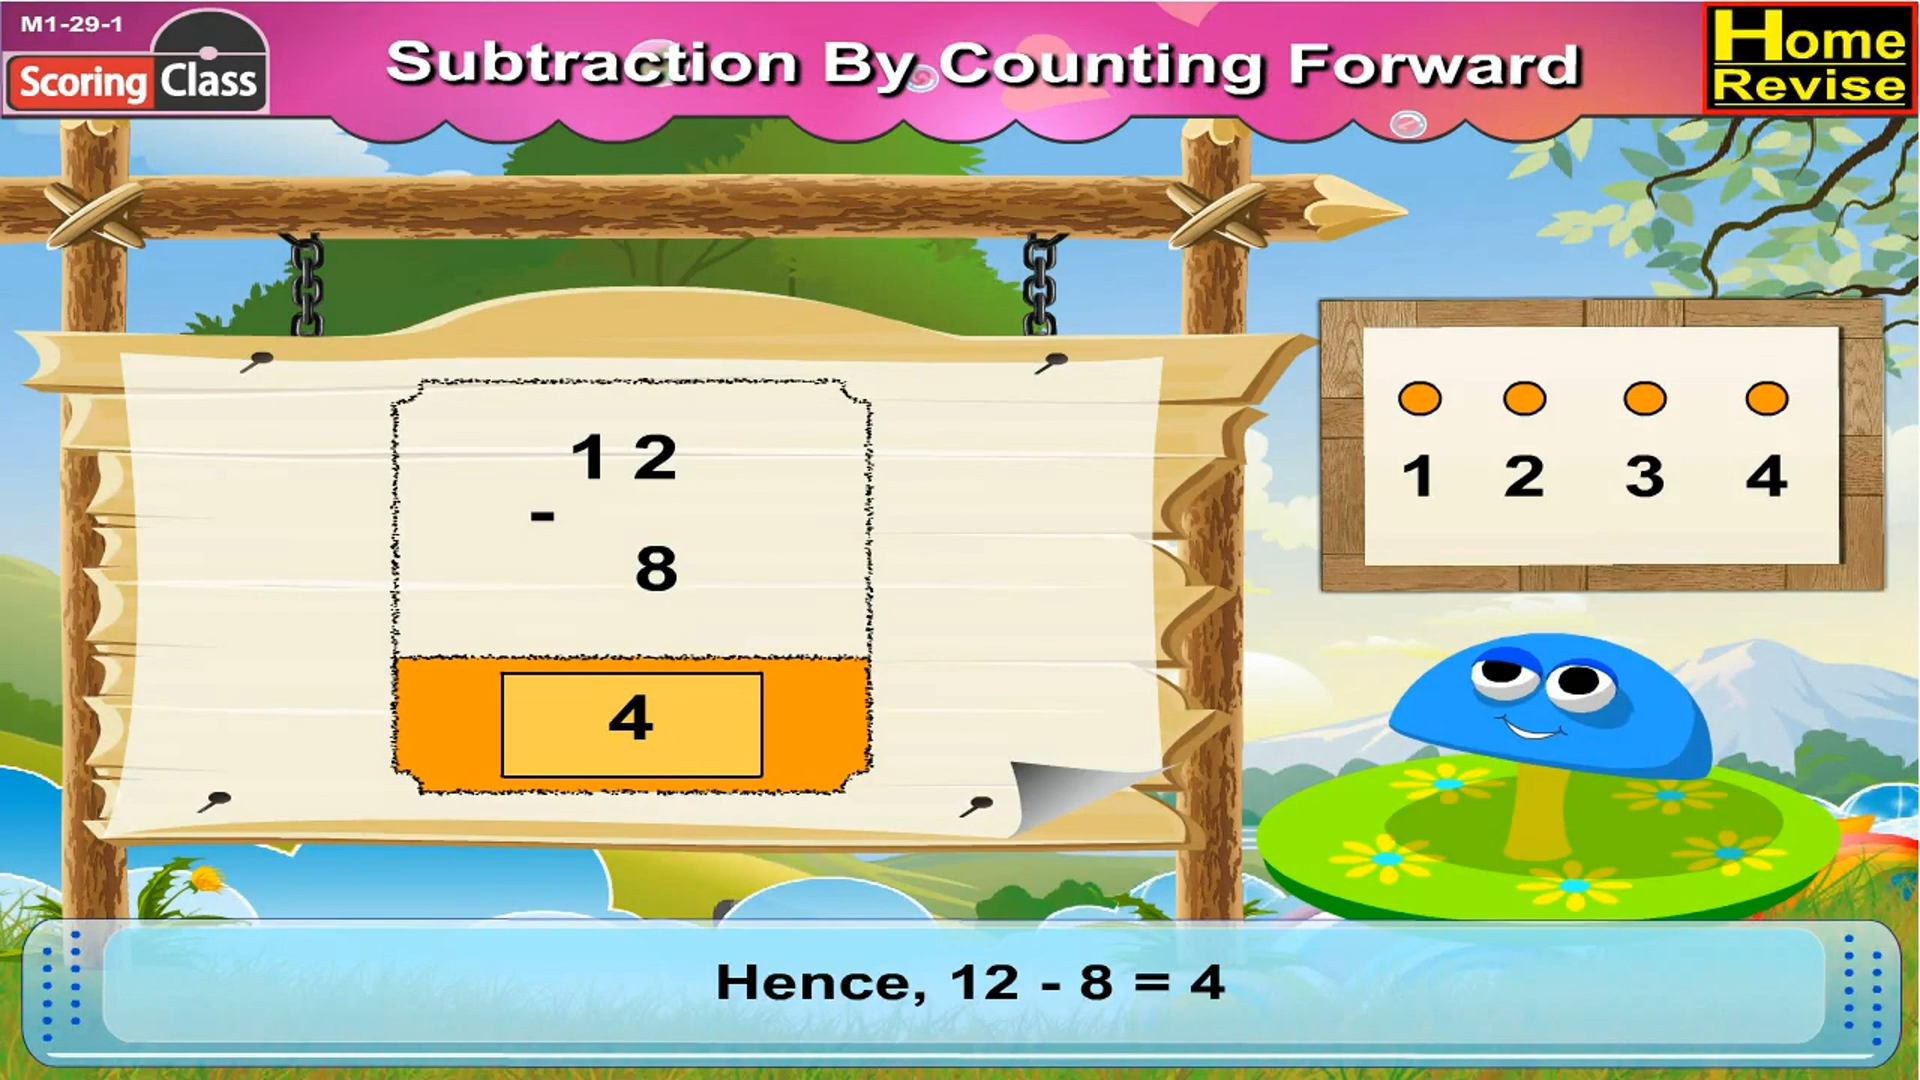 M1-29-1
Scoring Class
Subtraction By Counting Forward
Home
Revise
1 2
-
8
4
1 2 3 4
Hence, 12 - 8 = 4